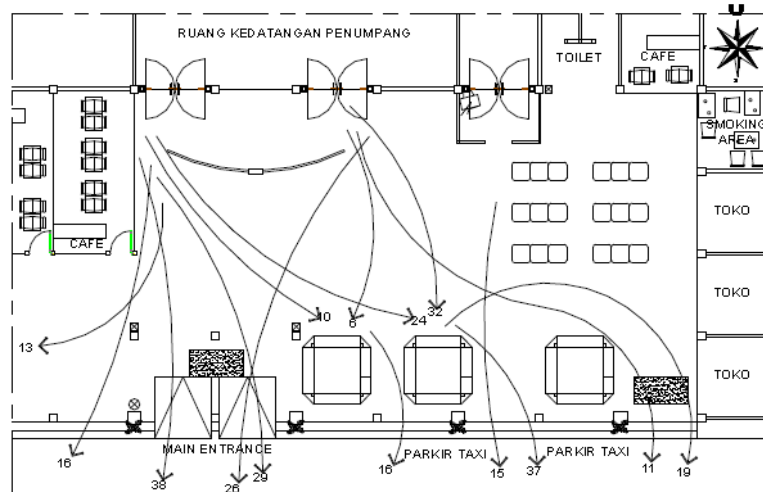 U
RUANG KEDATANGAN PENUMPANG
TOILET
CAFE
SMOKING
AREA
TOKO
CAFE
TOKO
10
6
24
32
13
TOKO
TOKO
MAIN ENTRANCE
PARKIR TAXI
PARKIR TAXI
16
38
26
29
16
15
37
11
19